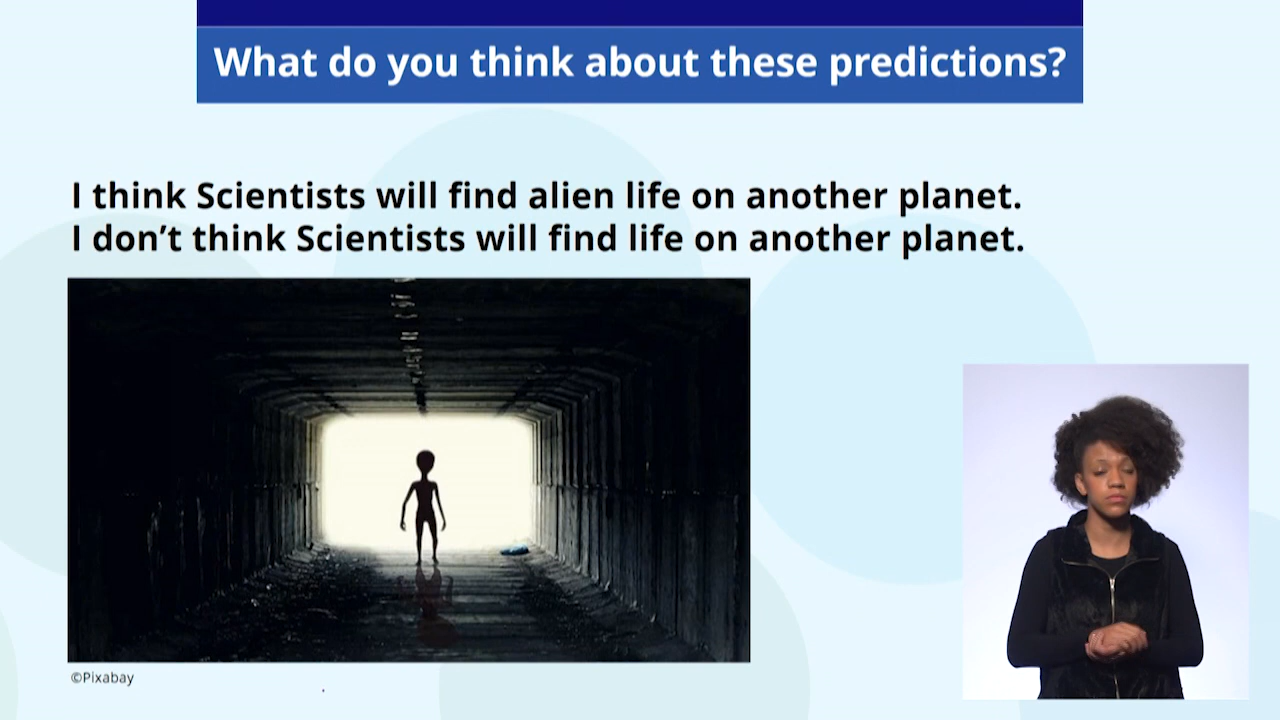 What do you think about these predictions?
I think Scientists will find alien life on another planet.
I don’t think Scientists will find life on another planet.
©Pixabay